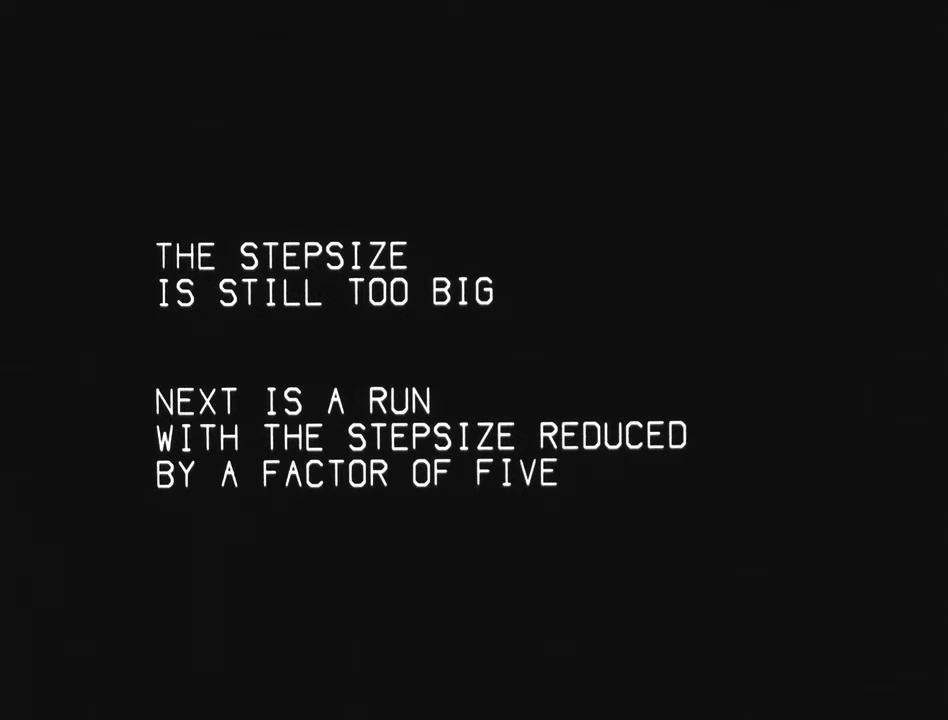 THE STEPSIZE
IS STILL TOO BIG
NEXT IS A RUN
WITH THE STEPSIZE REDUCED
BY A FACTOR OF FIVE